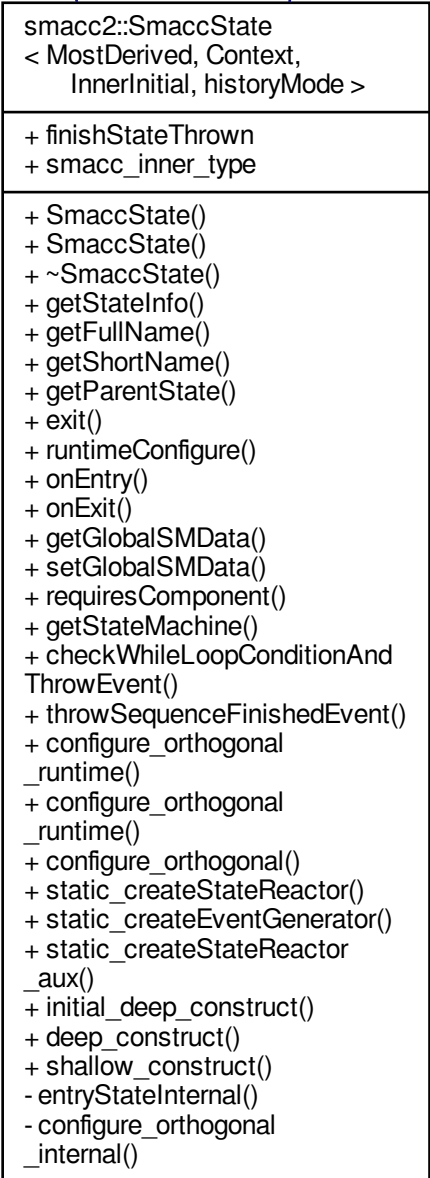 smacc2::SmaccState
< MostDerived, Context,
InnerInitial, historyMode >
+ finishStateThrown
+ smacc_inner_type
+ SmaccState()
+ SmaccState()
+ ~SmaccState()
+ getStateInfo()
+ getFullName()
+ getShortName()
+ getParentState()
+ exit()
+ runtimeConfigure()
+ onEntry()
+ onExit()
+ getGlobalSMData()
+ setGlobalSMData()
+ requiresComponent()
+ getStateMachine()
+ checkWhileLoopConditionAnd
ThrowEvent()
+ throwSequenceFinishedEvent()
+ configure_orthogonal
_runtime()
+ configure_orthogonal
_runtime()
+ configure_orthogonal()
+ static_createStateReactor()
+ static_createEventGenerator()
+ static_createStateReactor
_aux()
+ initial_deep_construct()
+ deep_construct()
+ shallow_construct()
- entryStateInternal()
- configure_orthogonal
_internal()